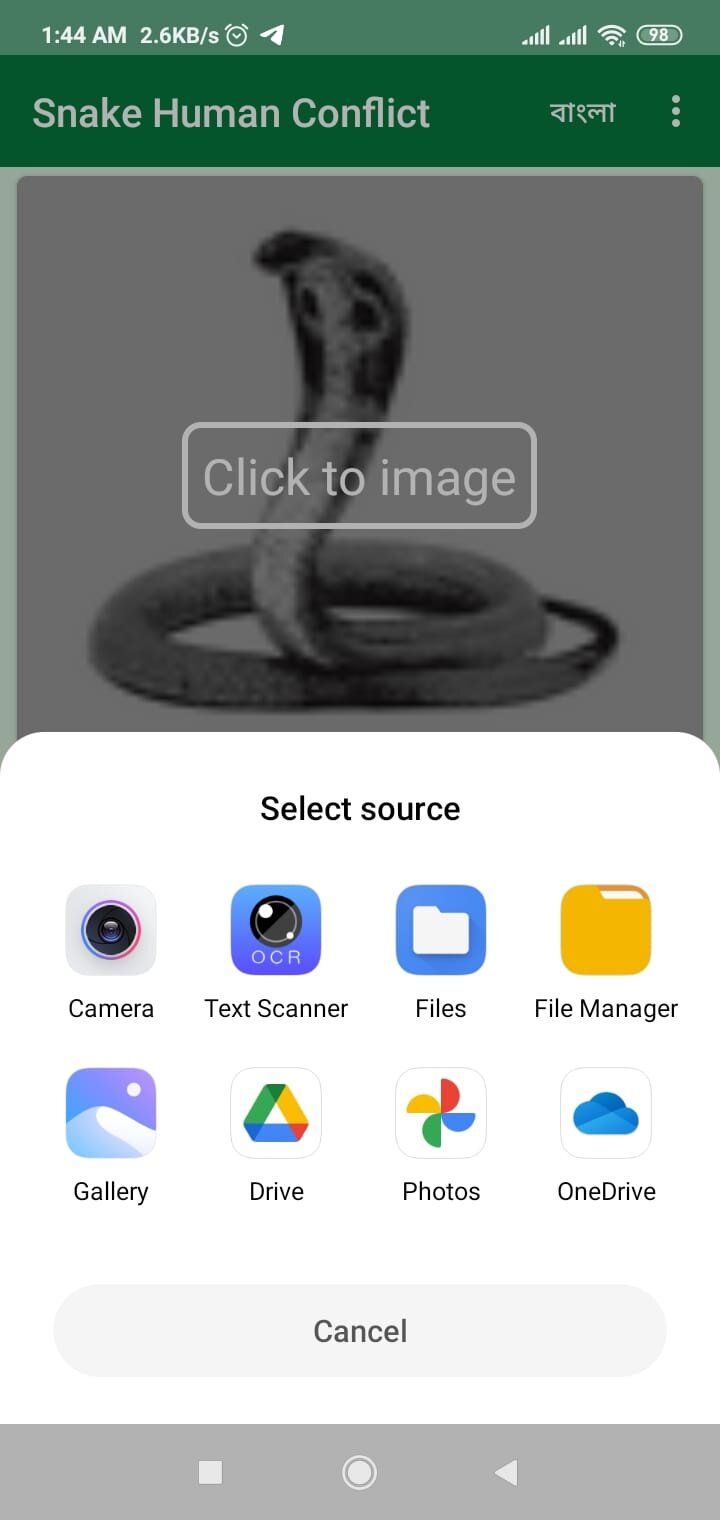 1:44 AM 2.6KB/s 98
Snake Human Conflict বাংলা
Click to image
Select source
OCR
Camera Text Scanner Files File Manager
Gallery Drive Photos OneDrive
Cancel